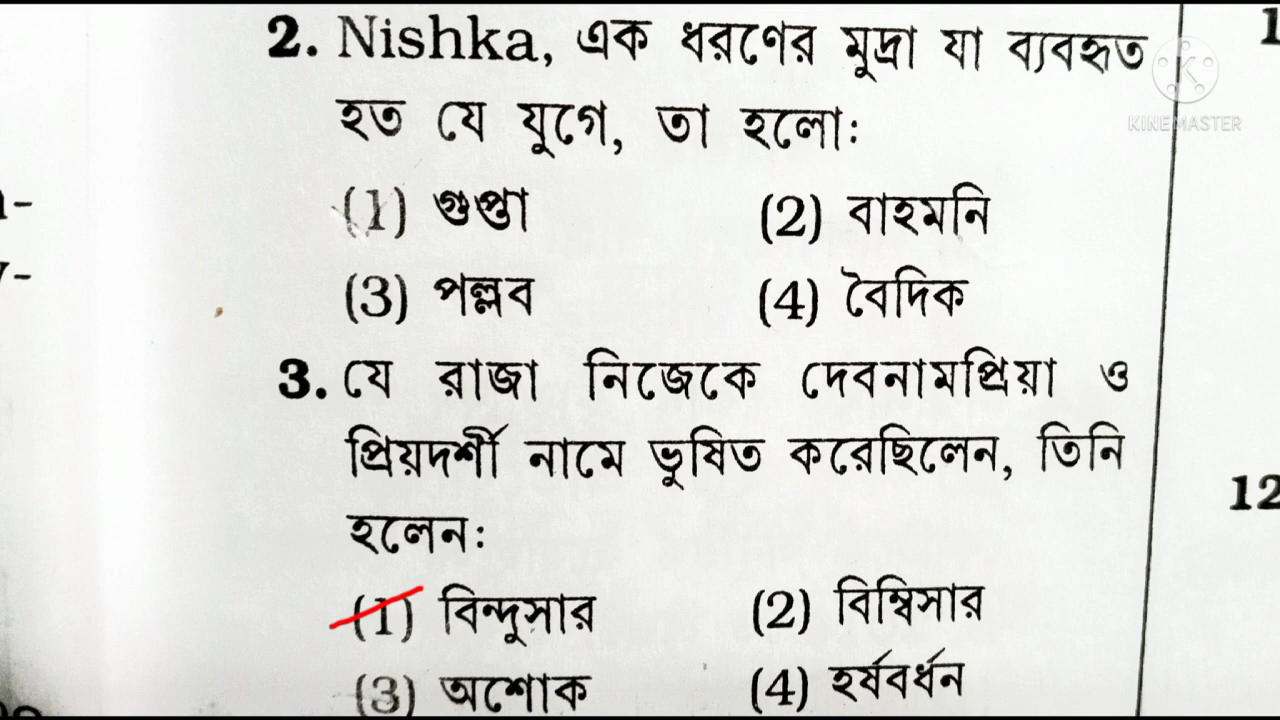 2. Nishka, এক ধরণের মুদ্রা যা ব্যবহৃত
হত যে যুগে, তা হলো:
(1) গুপ্তা (2) বাহমনি
(3) পল্লব (4) বৈদিক
3. যে রাজা নিজেকে দেবনামপ্রিয়া ও
প্রিয়দর্শী নামে ভুষিত করেছিলেন, তিনি
হলেন:
(1) বিন্দুসার (2) বিম্বিসার
(3) অশোক (4) হর্ষবর্ধন
12
KINEMASTER